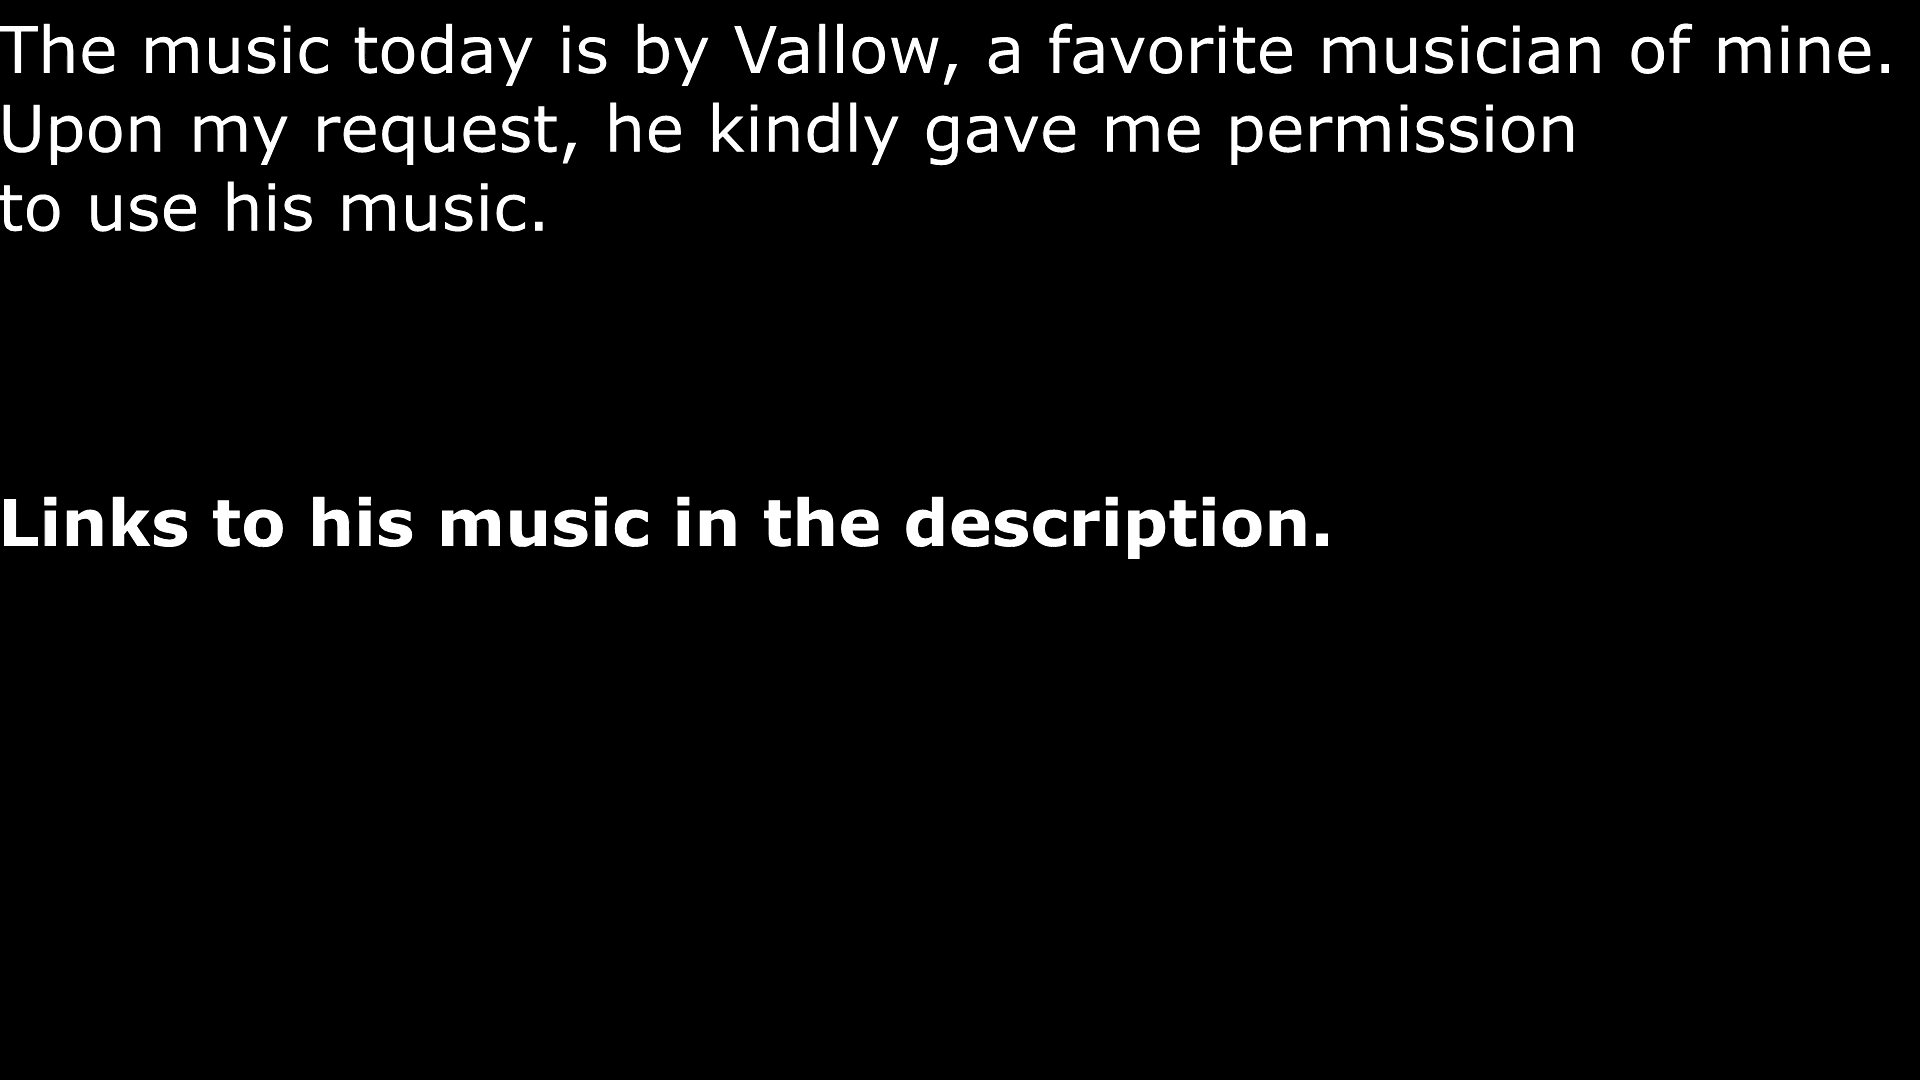 The music today is by Vallow, a favorite musician of mine.
Upon my request, he kindly gave me permission
to use his music.
Links to his music in the description.